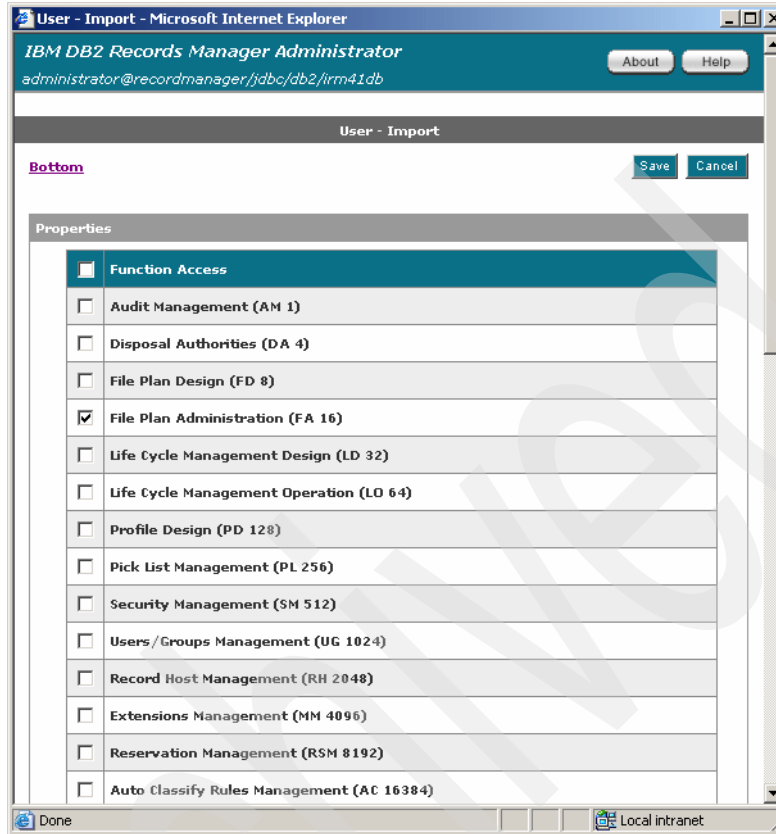 User - Import - Microsoft Internet Explorer
IBM DB2 Records Manager Administrator
administrator@recordmanager/jdbc/db2/irm41db
About
Help
User - Import
Bottom
Save
Cancel
Properties
Function Access
Audit Management (AM 1)
Disposal Authorities (DA 4)
File Plan Design (FD 8)
File Plan Administration (FA 16)
Life Cycle Management Design (LD 32)
Life Cycle Management Operation (LO 64)
Profile Design (PD 128)
Pick List Management (PL 256)
Security Management (SM 512)
Users/Groups Management (UG 1024)
Record Host Management (RH 2048)
Extensions Management (MM 4096)
Reservation Management (RSM 8192)
Auto Classify Rules Management (AC 16384)
Done
Local intranet